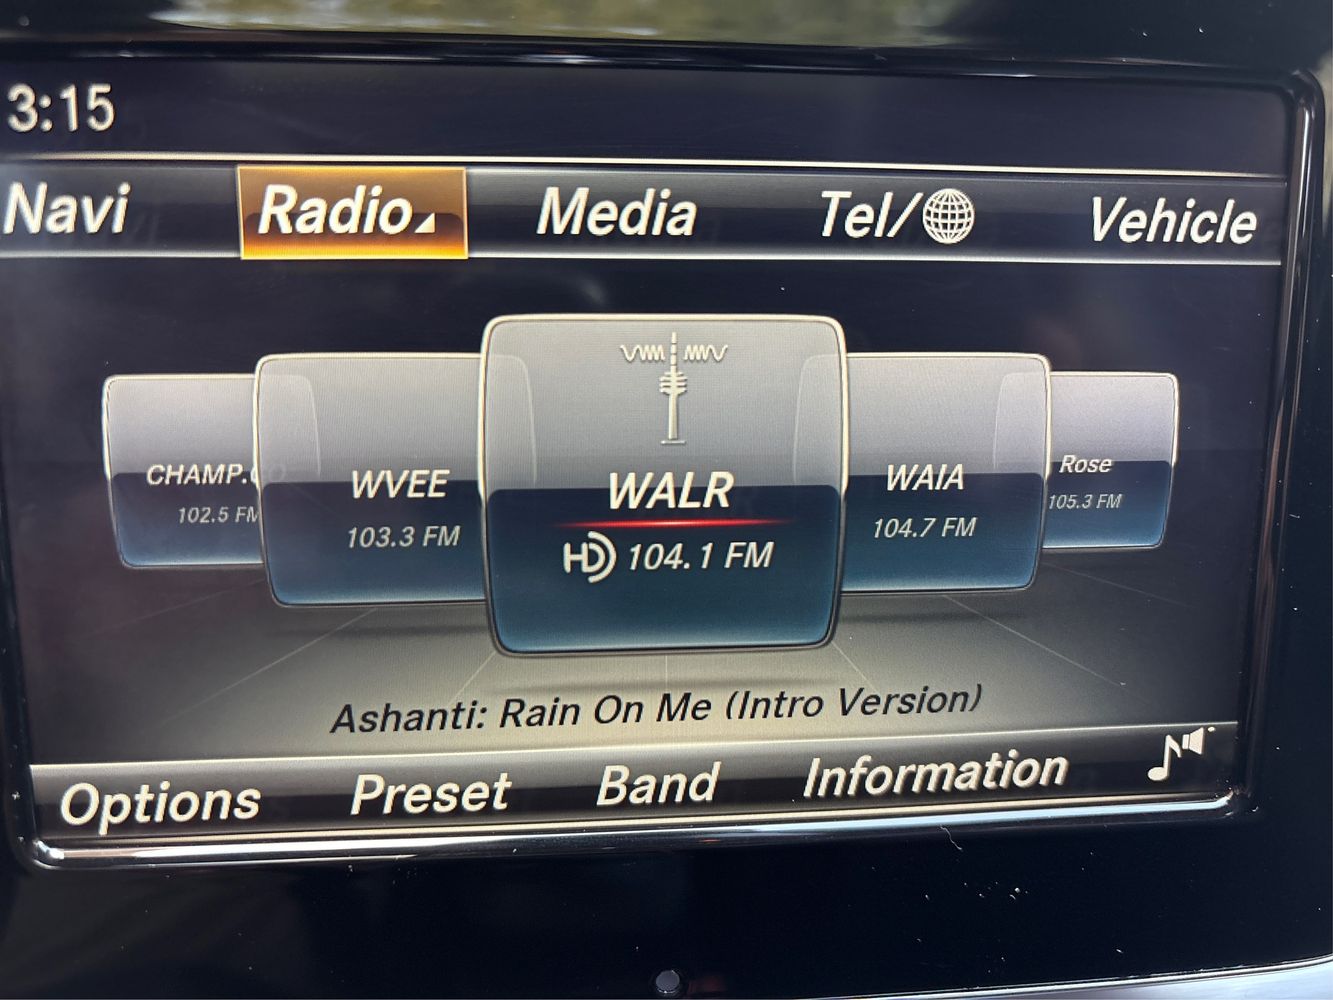 3:15
Navi Radio Media Tel/ Vehicle
CHAMP.
102.5 FM
WVEE
103.3 FM
WALR
HD 104.1 FM
WAIA
104.7 FM
Rose
105.3 FM
Ashanti: Rain On Me (Intro Version)
Options Preset Band Information